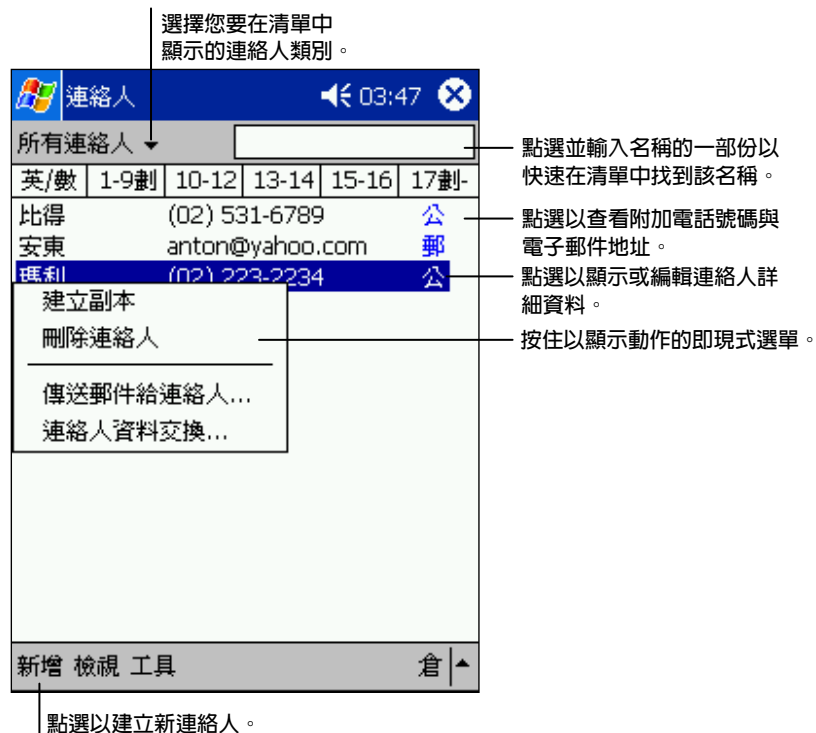 選擇您要在清單中
顯示的連絡人類別。
連絡人 03:47
所有連絡人
英/數 1-9劃 10-12 13-14 15-16 17劃-
比得 (02) 531-6789 公
安東 anton@yahoo.com 郵
瑪利 (02) 223-2234 公
建立副本
刪除連絡人
傳送郵件給連絡人...
連絡人資料交換...
點選並輸入名稱的一部份以
快速在清單中找到該名稱。
點選以查看附加電話號碼與
電子郵件地址。
點選以顯示或編輯連絡人詳
細資料。
按住以顯示動作的即現式選單。
新增 檢視 工具 倉
點選以建立新連絡人。